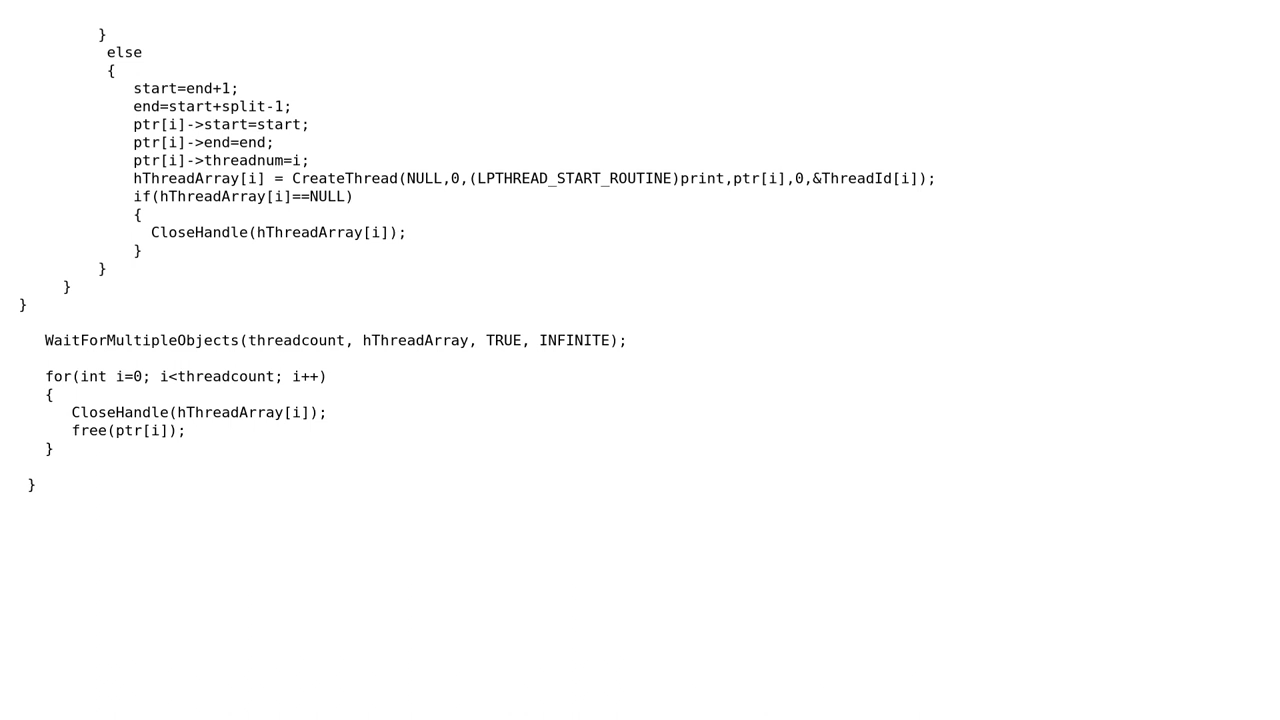 }
else
{
start=end+1;
end=start+split-1;
ptr[i]->start=start;
ptr[i]->end=end;
ptr[i]->threadnum=i;
hThreadArray[i] = CreateThread(NULL,0,(LPTHREAD_START_ROUTINE)print,ptr[i],0,&ThreadId[i]);
if(hThreadArray[i]==NULL)
{
CloseHandle(hThreadArray[i]);
}
}
}
}
WaitForMultipleObjects(threadcount, hThreadArray, TRUE, INFINITE);
for(int i=0; i<threadcount; i++)
{
CloseHandle(hThreadArray[i]);
free(ptr[i]);
}
}